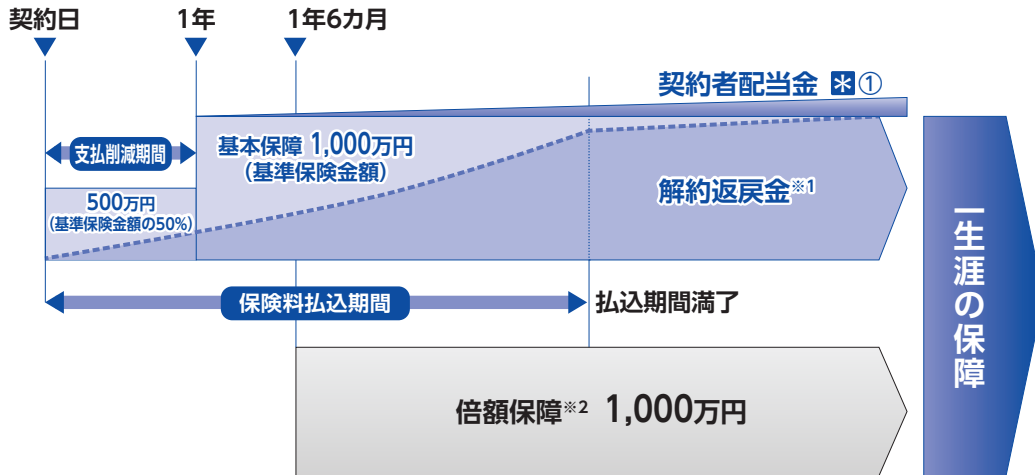 契約日
1年
1年6カ月
契約者配当金 *①
支払削減期間
基本保障 1,000万円
(基準保険金額)
500万円
(基準保険金額の50%)
解約返戻金※1
保険料払込期間
払込期間満了
倍額保障※2 1,000万円
一生涯の保障